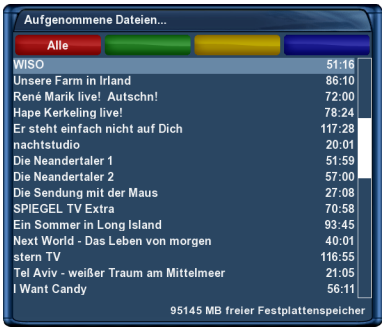 Aufgenommene Dateien...
Alle
WISO 51:16
Unsere Farm in Irland 86:10
René Marik live!  Autschn! 72:00
Hape Kerkeling live! 78:24
Er steht einfach nicht auf Dich 117:28
nachtstudio 20:01
Die Neandertaler 1 51:59
Die Neandertaler 2 57:00
Die Sendung mit der Maus 27:08
SPIEGEL TV Extra 70:58
Ein Sommer in Long Island 93:45
Next World - Das Leben von morgen 40:01
stern TV 116:55
Tel Aviv - weißer Traum am Mittelmeer 21:05
I Want Candy 56:11
95145 MB freier Festplattenspeicher